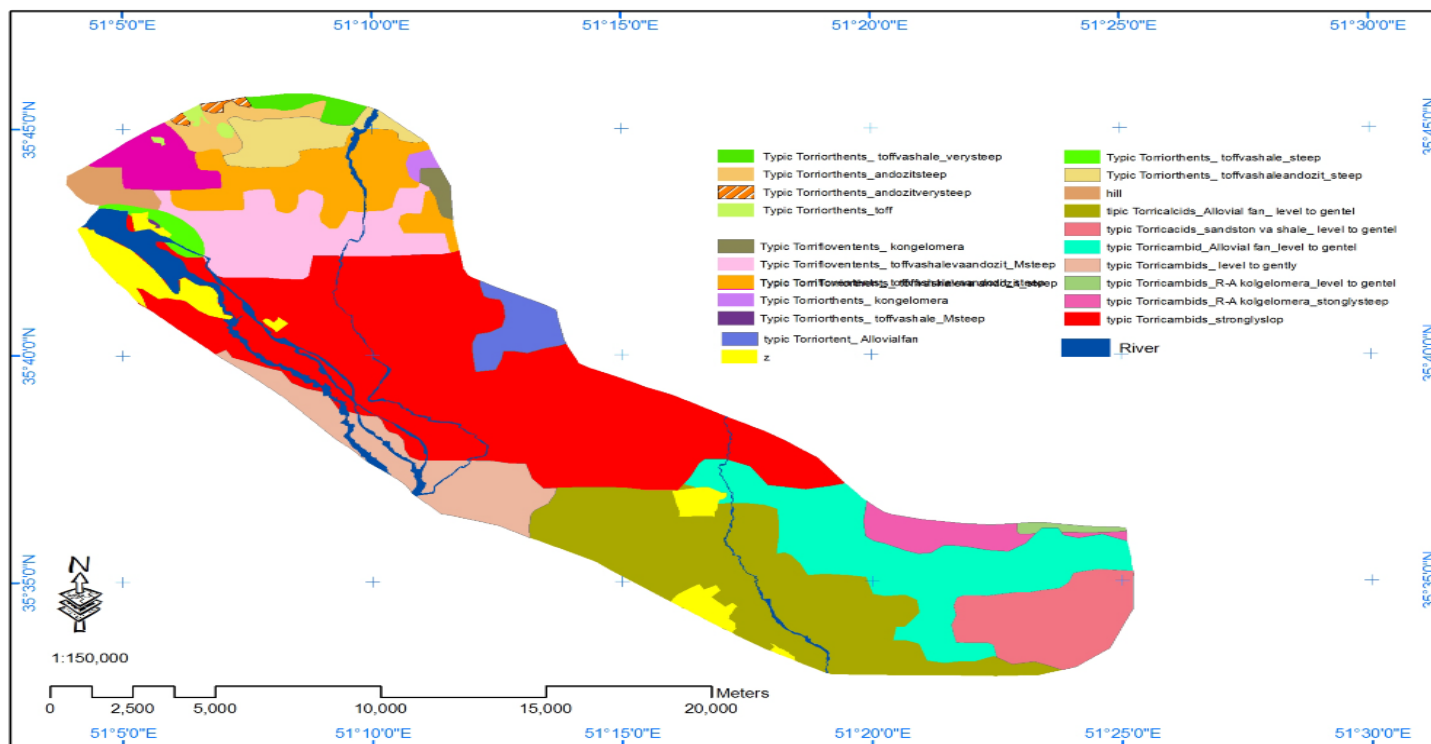 51°5'0"E 51°10'0"E 51°15'0"E 51°20'0"E 51°25'0"E 51°30'0"E
35°45'0"N
35°45'0"N
35°40'0"N
35°40'0"N
35°35'0"N
35°35'0"N
Typic Torriorthents_ toffvashale_verysteep
Typic Torriorthents_andozitsteep
Typic Torriorthents_andozitverysteep
Typic Torriorthents_toff
Typic Torrifloventents_ kongelomera
Typic Torrifloventents_ toffvashalevaandozit_Msteep
Typic Torriorthents_ kongelomera
Typic Torriorthents_ toffvashale_Msteep
typic Torriortent_Allovialfan
z
Typic Torriorthents_ toffvashale_steep
Typic Torriorthents_ toffvashaleandozit_steep
hill
tipic Torricalcids_Allovial fan_ level to gentel
typic Torricacids_sandston va shale_ level to gentel
typic Torricambid_Allovial fan_level to gentel
typic Torricambids_ level to gently
typic Torricambids_R-A kolgelomera_level to gentel
typic Torricambids_R-A kolgelomera_stonglysteep
typic Torricambids_stronglyslop
River
N
1:150,000
Meters
0 2,500 5,000 10,000 15,000 20,000
51°5'0"E 51°10'0"E 51°15'0"E 51°20'0"E 51°25'0"E 51°30'0"E